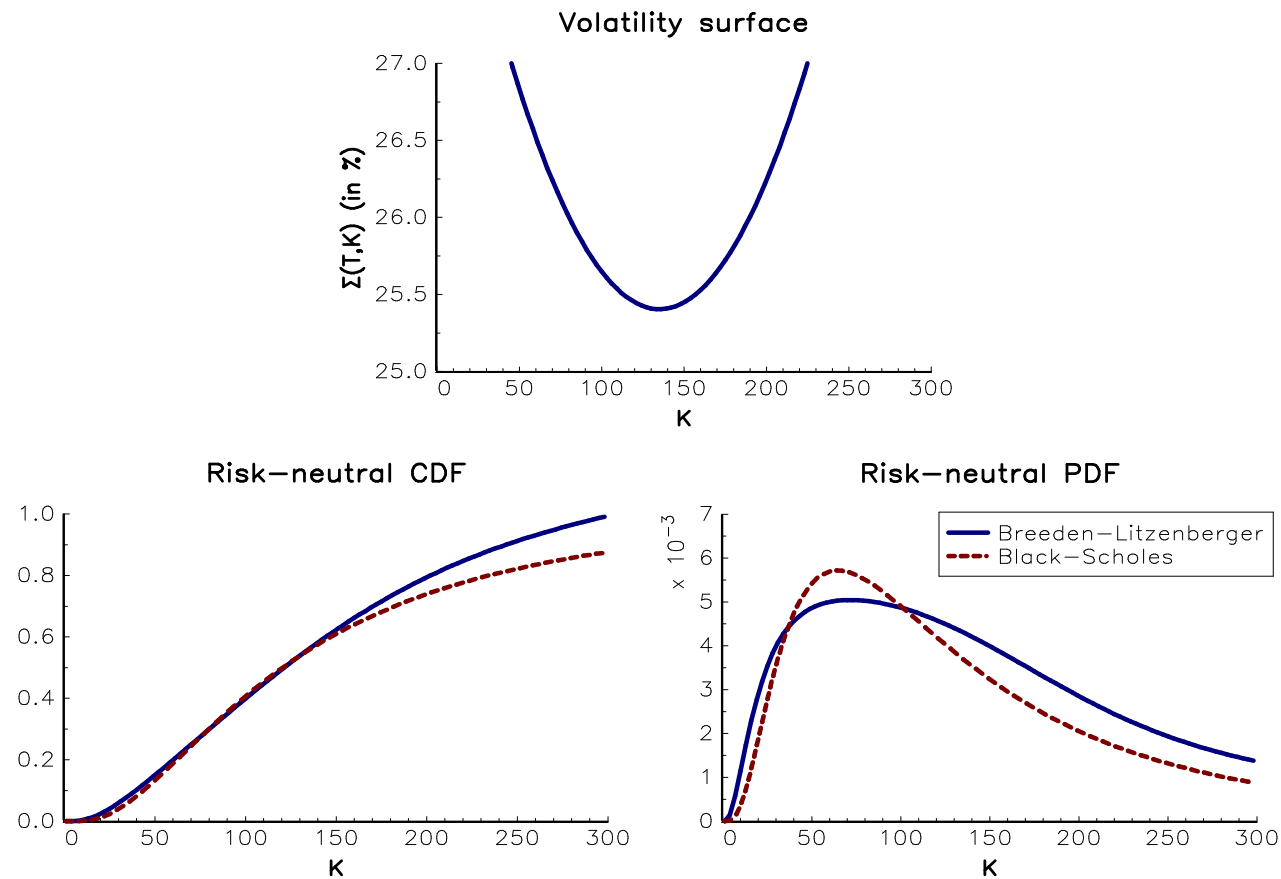 Volatility surface
27.0
26.5
26.0
25.5
25.0
Σ(T,K) (in %)
0 50 100 150 200 250 300
K
Risk-neutral CDF
1.0
0.8
0.6
0.4
0.2
0.0
0 50 100 150 200 250 300
K
Risk-neutral PDF
x 10⁻³
7
6
5
4
3
2
1
0
Breeden-Litzenberger
Black-Scholes
0 50 100 150 200 250 300
K